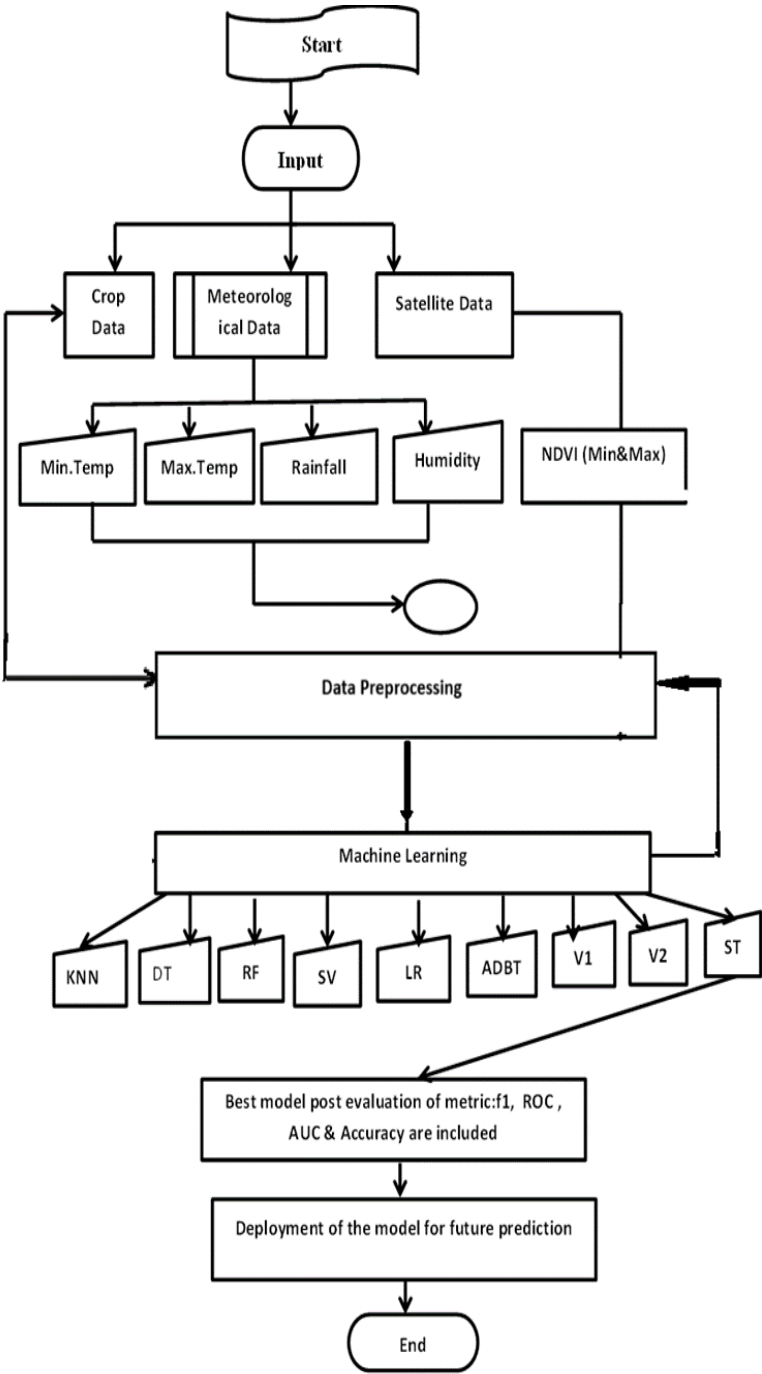 Start
Input
Crop
Data
Meteorolog
ical Data
Satellite Data
Min.Temp
Max.Temp
Rainfall
Humidity
NDVI (Min&Max)
Data Preprocessing
Machine Learning
KNN
DT
RF
SV
LR
ADBT
V1
V2
ST
Best model post evaluation of metric:f1, ROC ,
AUC & Accuracy are included
Deployment of the model for future prediction
End